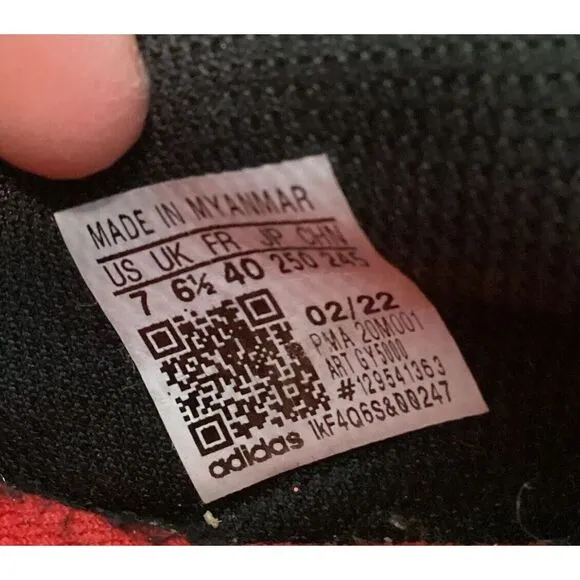 MADE IN MYANMAR
US UK FR JP CHN
7 6½ 40 250 245
02/22
PMA 20M001
ART GY5000
#129541363
1kF4Q6S&00247
adidas